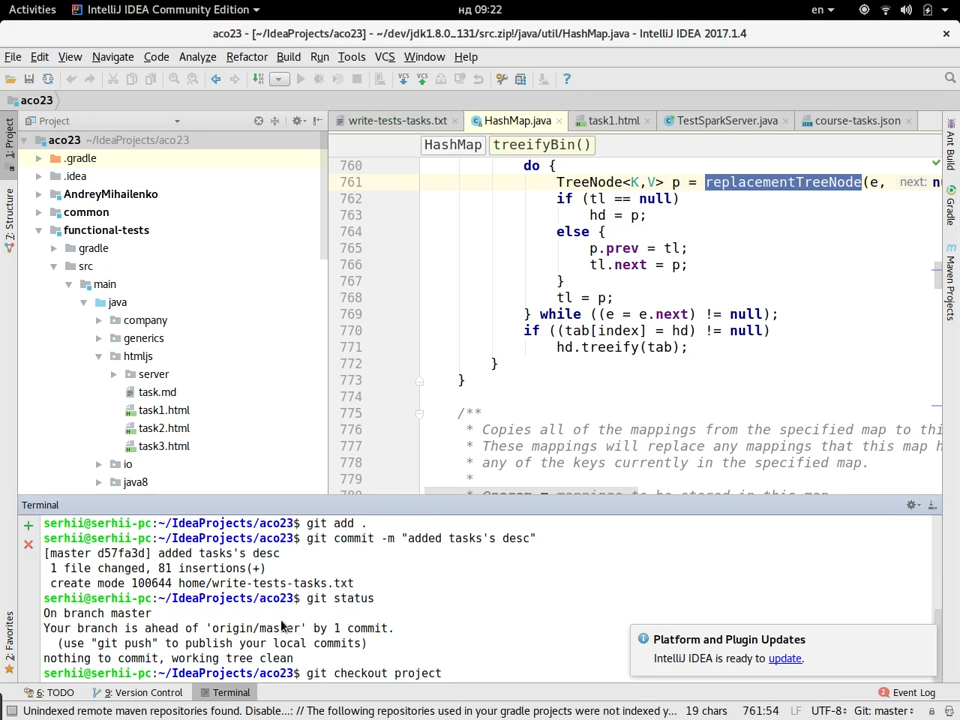 Activities IntelliJ IDEA Community Edition нд 09:22 en
aco23 - [~/IdeaProjects/aco23] - ~/dev/jdk1.8.0_131/src.zip!/java/util/HashMap.java - IntelliJ IDEA 2017.1.4
File Edit View Navigate Code Analyze Refactor Build Run Tools VCS Window Help
aco23
Project
write-tests-tasks.txt HashMap.java task1.html TestSparkServer.java course-tasks.json
HashMap treeifyBin()
aco23 ~/IdeaProjects/aco23
.gradle
.idea
AndreyMihailenko
common
functional-tests
gradle
src
main
java
company
generics
htmljs
server
task.md
task1.html
task2.html
task3.html
io
java8
1: Project
7: Structure
2: Favorites
Ant Build
Gradle
Maven Projects
760 do {
761 TreeNode<K,V> p = replacementTreeNode(e, next: nu
762 if (tl == null)
763 hd = p;
764 else {
765 p.prev = tl;
766 tl.next = p;
767 }
768 tl = p;
769 } while ((e = e.next) != null);
770 if ((tab[index] = hd) != null)
771 hd.treeify(tab);
772 }
773 }
774
775 /**
776 * Copies all of the mappings from the specified map to thi
777 * These mappings will replace any mappings that this map h
778 * any of the keys currently in the specified map.
779 *
Terminal
serhii@serhii-pc:~/IdeaProjects/aco23$ git add .
serhii@serhii-pc:~/IdeaProjects/aco23$ git commit -m "added tasks's desc"
[master d57fa3d] added tasks's desc
1 file changed, 81 insertions(+)
create mode 100644 home/write-tests-tasks.txt
serhii@serhii-pc:~/IdeaProjects/aco23$ git status
On branch master
Your branch is ahead of 'origin/master' by 1 commit.
(use "git push" to publish your local commits)
nothing to commit, working tree clean
serhii@serhii-pc:~/IdeaProjects/aco23$ git checkout project
Platform and Plugin Updates
IntelliJ IDEA is ready to update.
6: TODO 9: Version Control Terminal 2 Event Log
Unindexed remote maven repositories found. Disable...: // The following repositories used in your gradle projects were not indexed y... 19 chars 761:54 LF UTF-8 Git: master